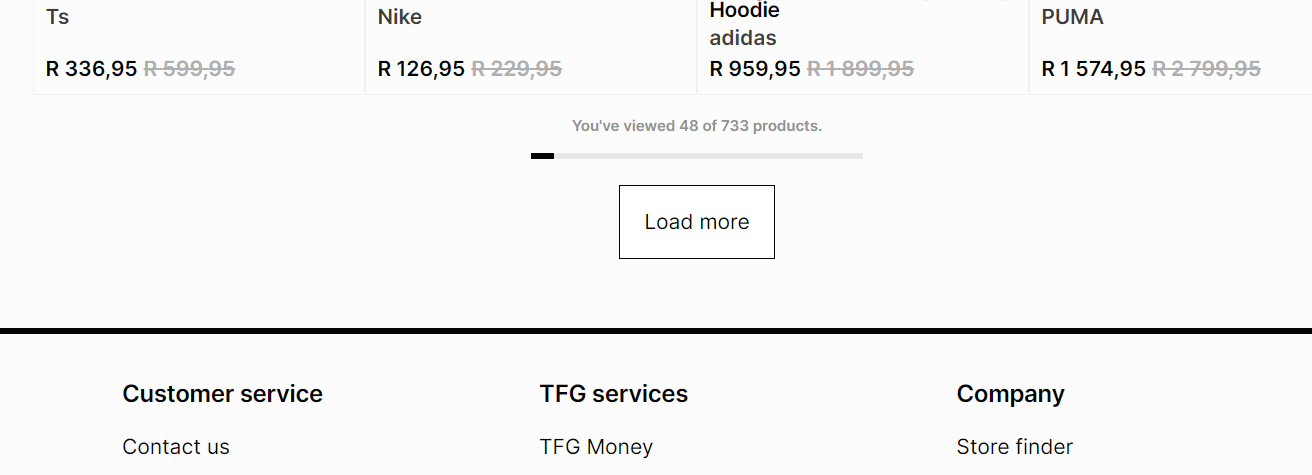 Ts
Nike
Hoodie
adidas
PUMA
R 336,95 R 599,95
R 126,95 R 229,95
R 959,95 R 1 899,95
R 1 574,95 R 2 799,95
You've viewed 48 of 733 products.
Load more
Customer service
TFG services
Company
Contact us
TFG Money
Store finder